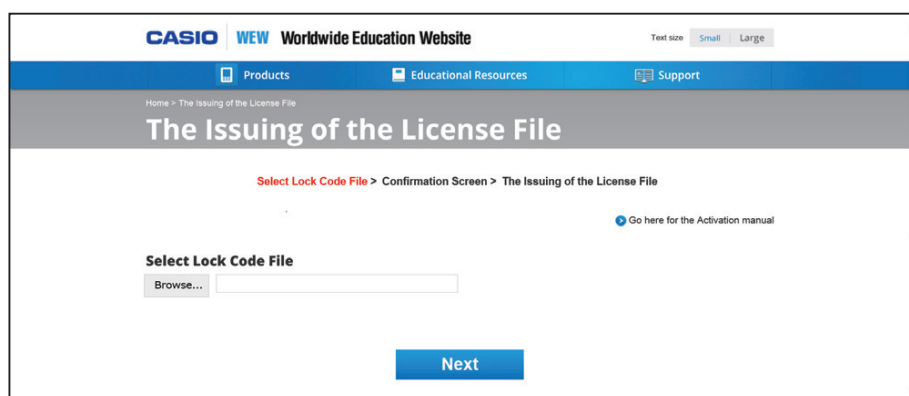 CASIO WEW Worldwide Education Website Text size Small Large
Products Educational Resources Support
Home > The Issuing of the License File
The Issuing of the License File
Select Lock Code File > Confirmation Screen > The Issuing of the License File
Go here for the Activation manual
Select Lock Code File
Browse...
Next